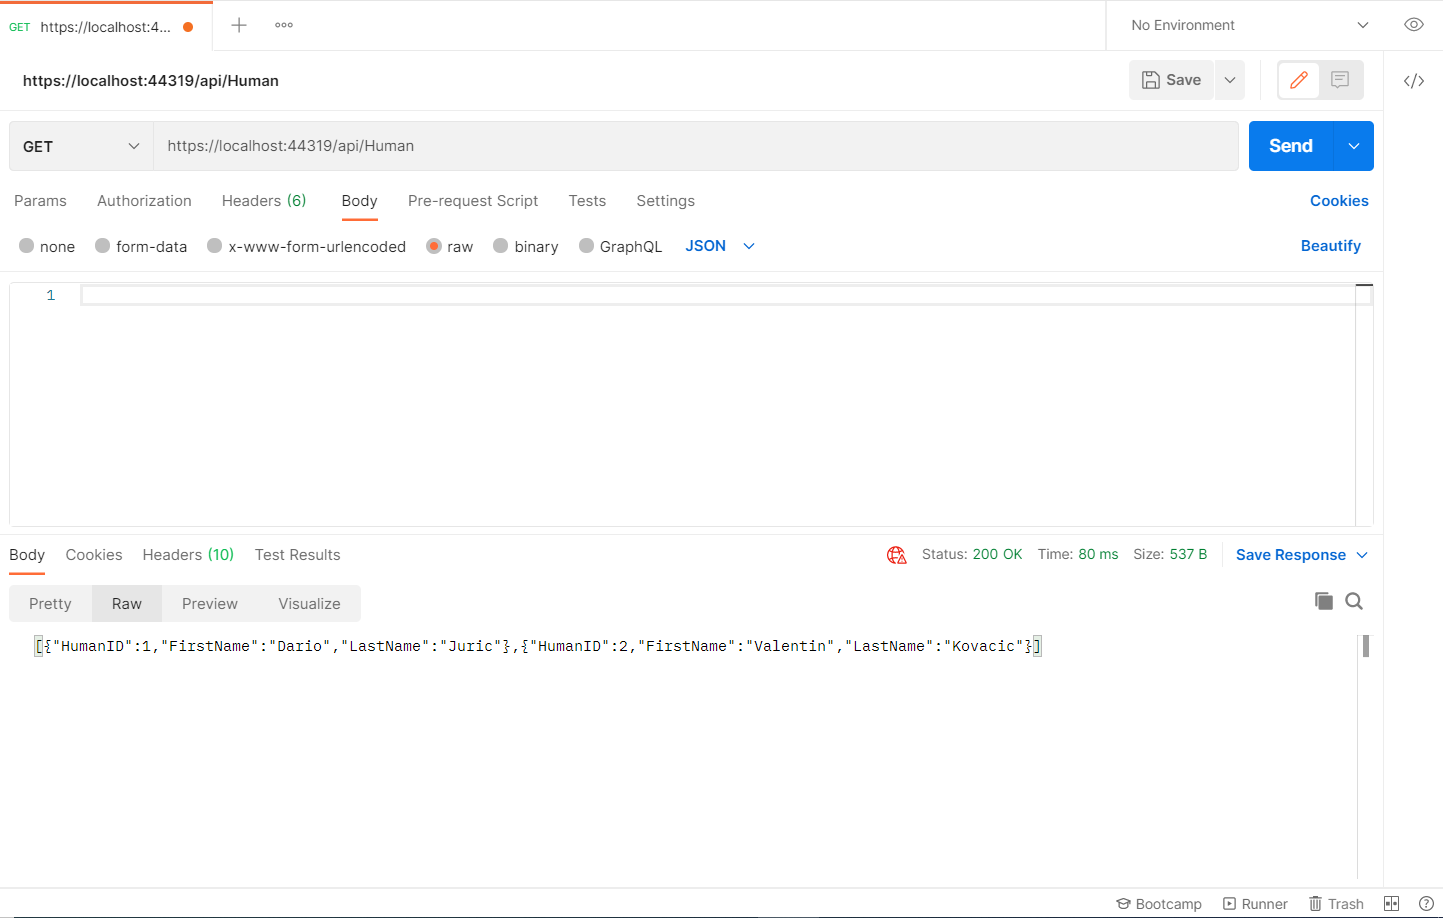 GET https://localhost:4... No Environment
https://localhost:44319/api/Human Save </>
GET https://localhost:44319/api/Human Send
Params Authorization Headers (6) Body Pre-request Script Tests Settings Cookies
none form-data x-www-form-urlencoded raw binary GraphQL JSON Beautify
1
Body Cookies Headers (10) Test Results Status: 200 OK Time: 80 ms Size: 537 B Save Response
Pretty Raw Preview Visualize
[{"HumanID":1,"FirstName":"Dario","LastName":"Juric"},{"HumanID":2,"FirstName":"Valentin","LastName":"Kovacic"}]
Bootcamp Runner Trash